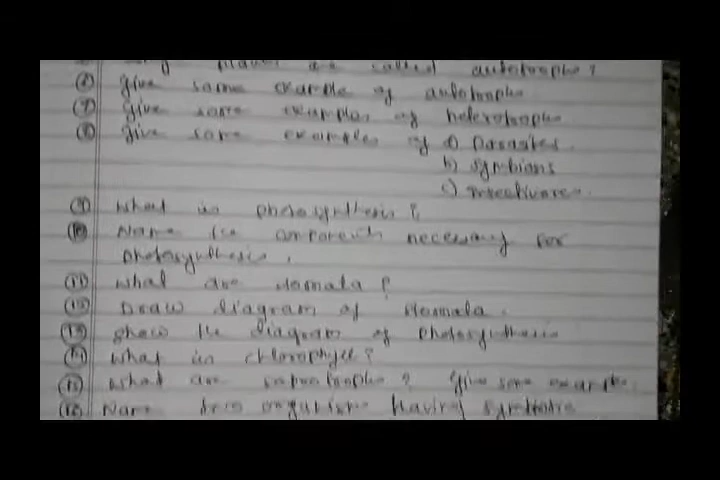 are called autotrophs?
(6) Give some example of autotrophs
(7) Give some examples of heterotrophs
(8) Give some examples of a) Parasites.
b) symbions
c) insectivores.
(9) What is photosynthesis?
(10) Name the components necessary for
photosynthesis.
(11) What are stomata?
(12) Draw diagram of stomata.
(13) Show the diagram of photosynthesis
(14) What is chlorophyll?
(15) What are saprotrophs? Give some example.
(16) Name two organisms having symbiotic